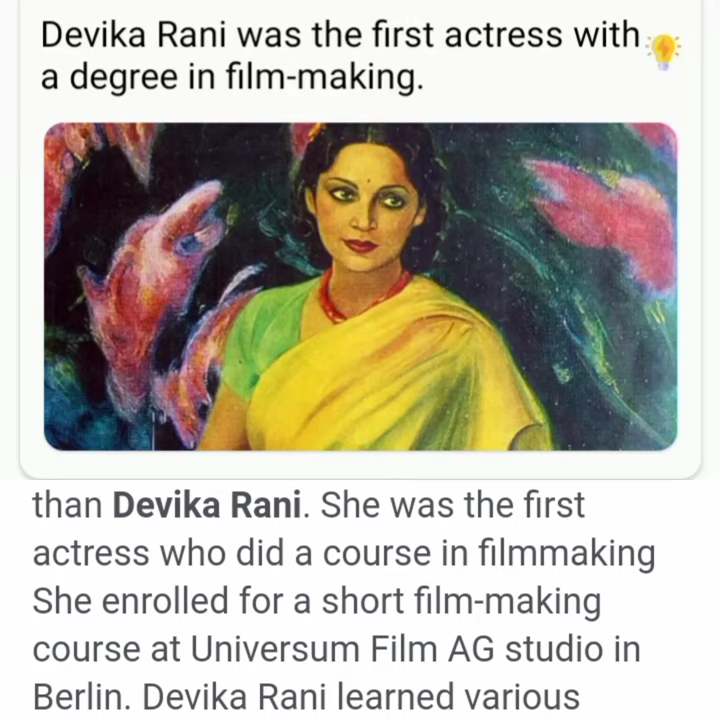 Devika Rani was the first actress with
a degree in film-making.
than Devika Rani. She was the first
actress who did a course in filmmaking
She enrolled for a short film-making
course at Universum Film AG studio in
Berlin. Devika Rani learned various